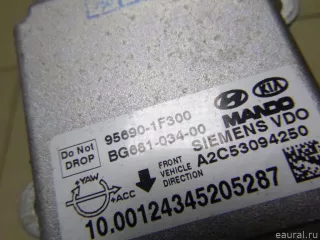 95690-1F300
BG661-034-00
Do Not
DROP
KIA
MANDO
SIEMENS VDO
A2C53094250
FRONT
VEHICLE
DIRECTION
+YAW
+ACC
10.00124345205287
eaural.ru